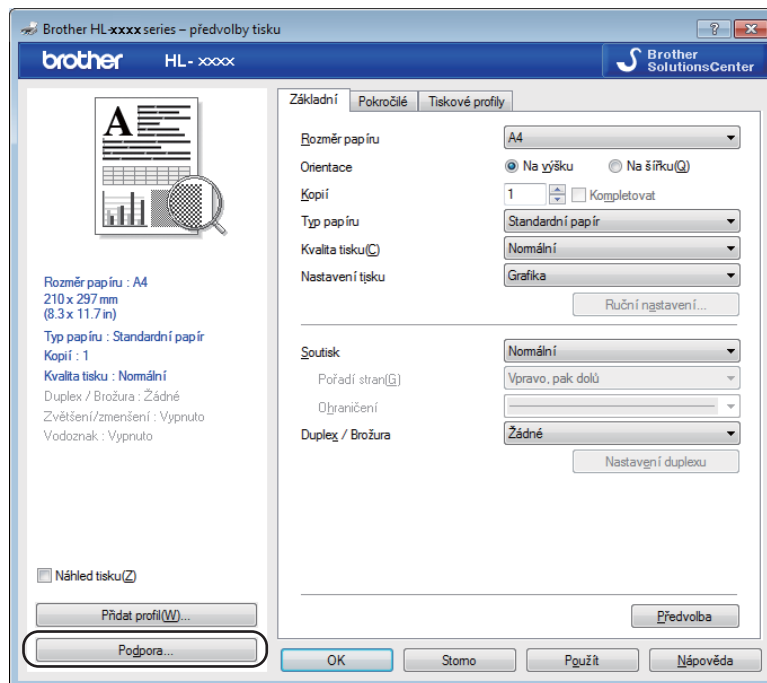 Brother HL-xxxx series – předvolby tisku
brother HL- xxxx
Brother
SolutionsCenter
Základní Pokročilé Tiskové profily
Rozměr papíru A4
Orientace Na výšku Na šířku(Q)
Kopií 1 Kompletovat
Typ papíru Standardní papír
Kvalita tisku(C) Normální
Nastavení tisku Grafika
Ruční nastavení...
Soutisk Normální
Pořadí stran(G) Vpravo, pak dolů
Ohraničení
Duplex / Brožura Žádné
Nastavení duplexu
A
Rozměr papíru : A4
210 x 297 mm
(8.3 x 11.7 in)
Typ papíru : Standardní papír
Kopií : 1
Kvalita tisku : Normální
Duplex / Brožura : Žádné
Zvětšení/zmenšení : Vypnuto
Vodoznak : Vypnuto
Náhled tisku(Z)
Přidat profil(W)...
Podpora...
Předvolba
OK Storno Použít Nápověda